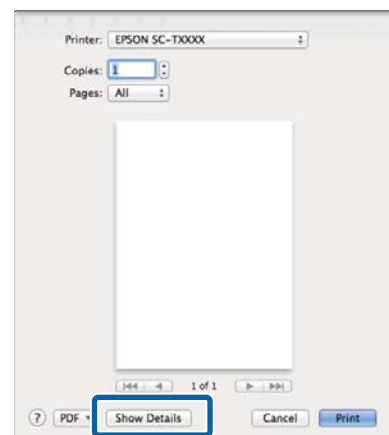 Printer: EPSON SC-TXXXX
Copies: 1
Pages: All
1 of 1
? PDF Show Details Cancel Print